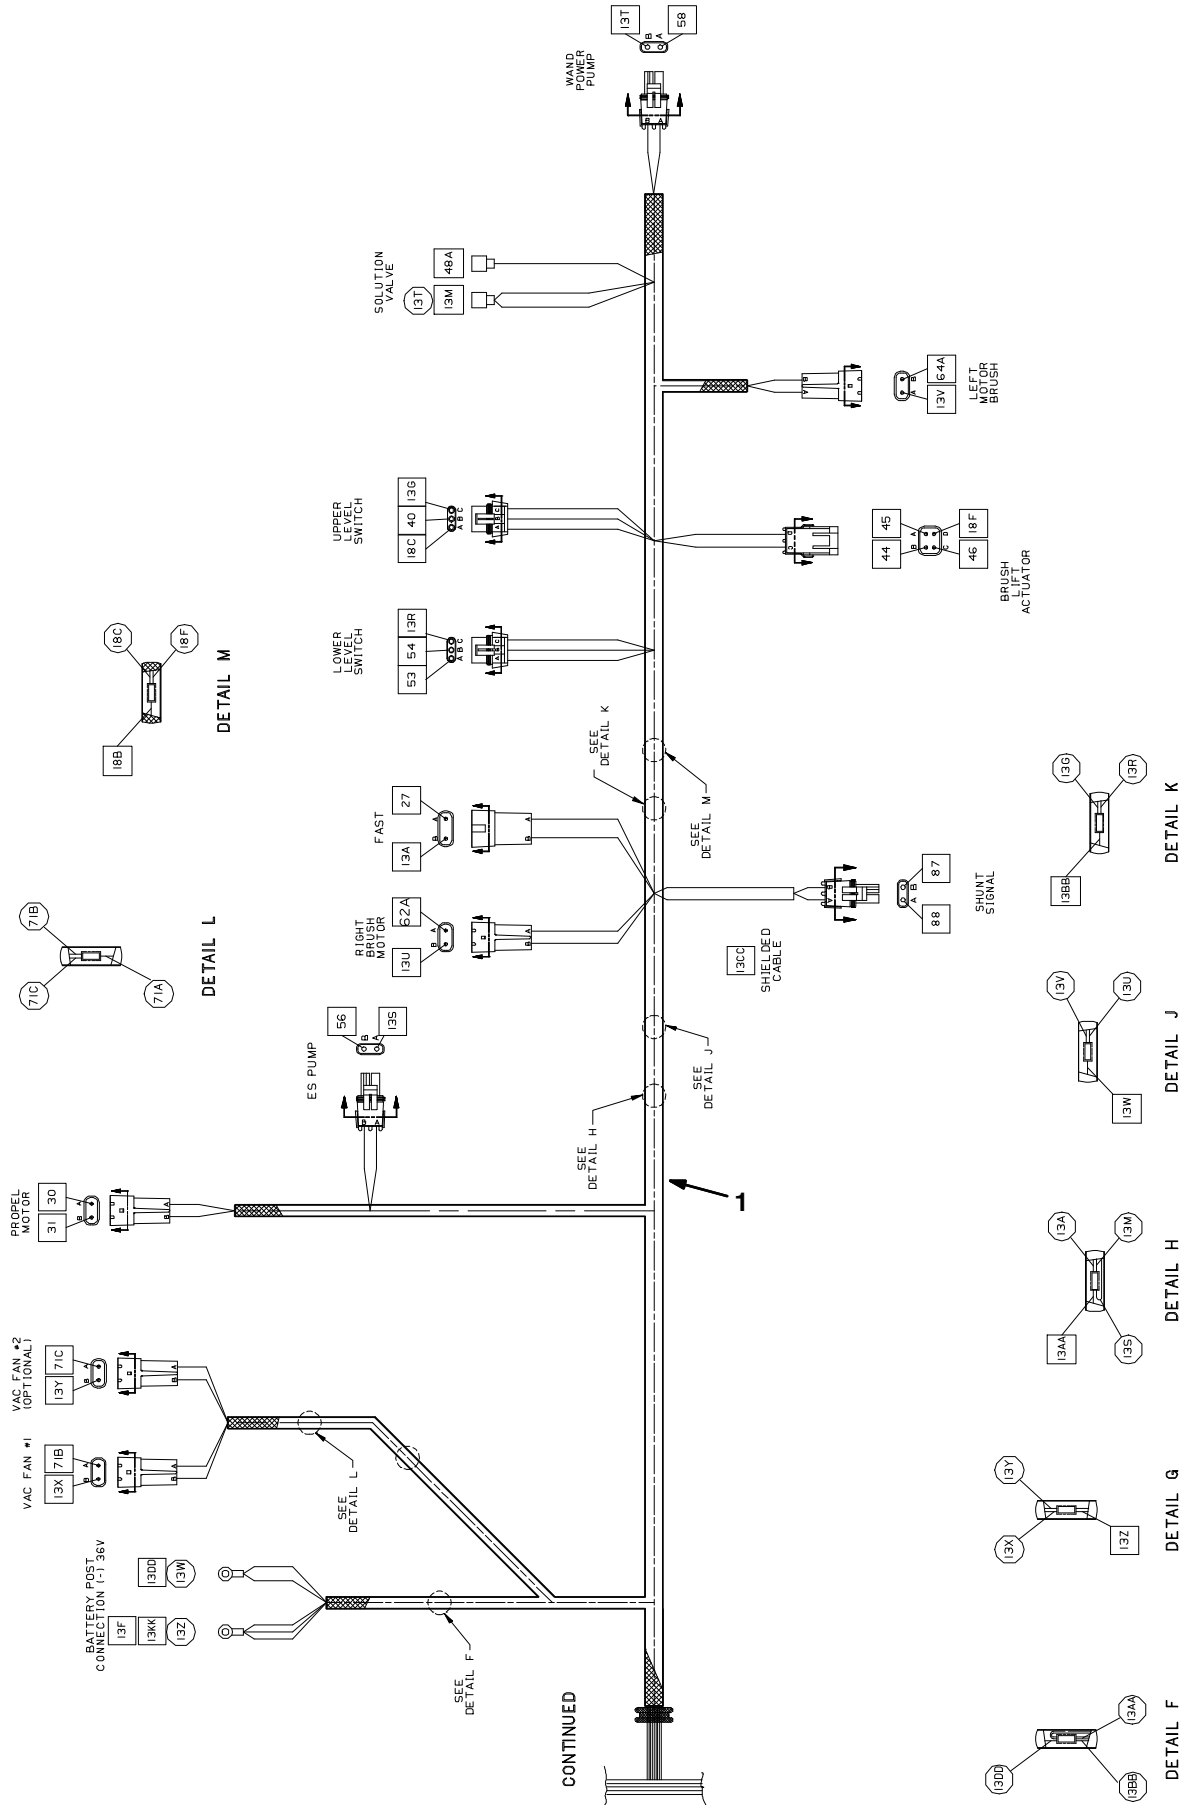 WAND
POWER
PUMP
13T
58
B
A
B
A
SOLUTION
VALVE
13T
13M
48A
A
B
A
B
13V
64A
LEFT
MOTOR
BRUSH
UPPER
LEVEL
SWITCH
18C
40
13G
A B C
A B C
44
45
B
A
C
D
46
18F
BRUSH
LIFT
ACTUATOR
LOWER
LEVEL
SWITCH
53
54
13R
A B C
A B C
18B
18C
18F
DETAIL M
SEE
DETAIL K
SEE
DETAIL M
FAST
13A
27
B
A
B
A
RIGHT
BRUSH
MOTOR
13U
62A
B
A
B
A
13CC
SHIELDED
CABLE
A
B
88
87
SHUNT
SIGNAL
13BB
13G
13R
DETAIL K
71C
71B
71A
DETAIL L
ES PUMP
56
13S
B
A
B
A
SEE
DETAIL H
SEE
DETAIL J
13W
13V
13U
DETAIL J
PROPEL
MOTOR
31
30
B
A
B
A
1
13AA
13A
13S
13M
DETAIL H
VAC FAN #2
(OPTIONAL)
13Y
71C
B
A
B
A
VAC FAN #1
13X
71B
B
A
B
A
SEE
DETAIL L
13X
13Y
13Z
DETAIL G
BATTERY POST
CONNECTION (-) 36V
13F
13KK
13Z
13DD
13W
SEE
DETAIL F
CONTINUED
13DD
13BB
13AA
DETAIL F